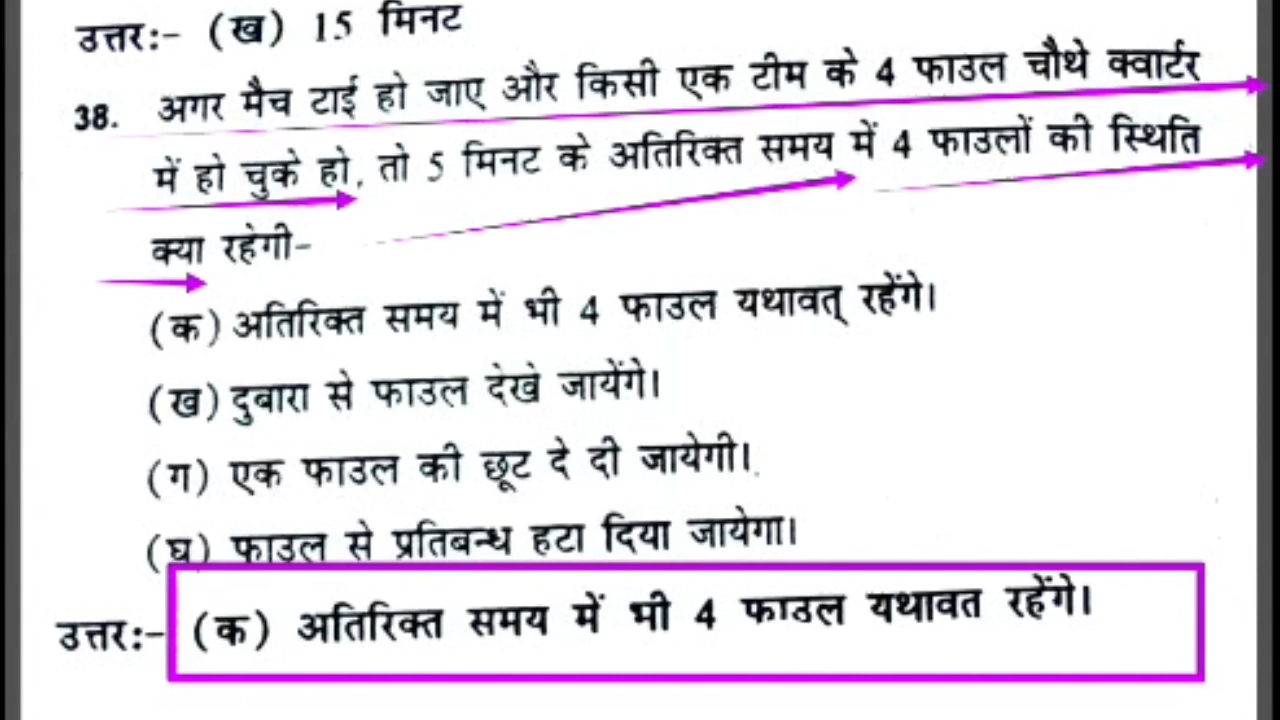 उत्तर:- (ख) 15 मिनट
38. अगर मैच टाई हो जाए और किसी एक टीम के 4 फाउल चौथे क्वार्टर
में हो चुके हो, तो 5 मिनट के अतिरिक्त समय में 4 फाउलों की स्थिति
क्या रहेगी-
(क) अतिरिक्त समय में भी 4 फाउल यथावत् रहेंगे।
(ख) दुबारा से फाउल देखे जायेंगे।
(ग) एक फाउल की छूट दे दी जायेगी।
(घ) फाउल से प्रतिबन्ध हटा दिया जायेगा।
उत्तर:- (क) अतिरिक्त समय में भी 4 फाउल यथावत रहेंगे।